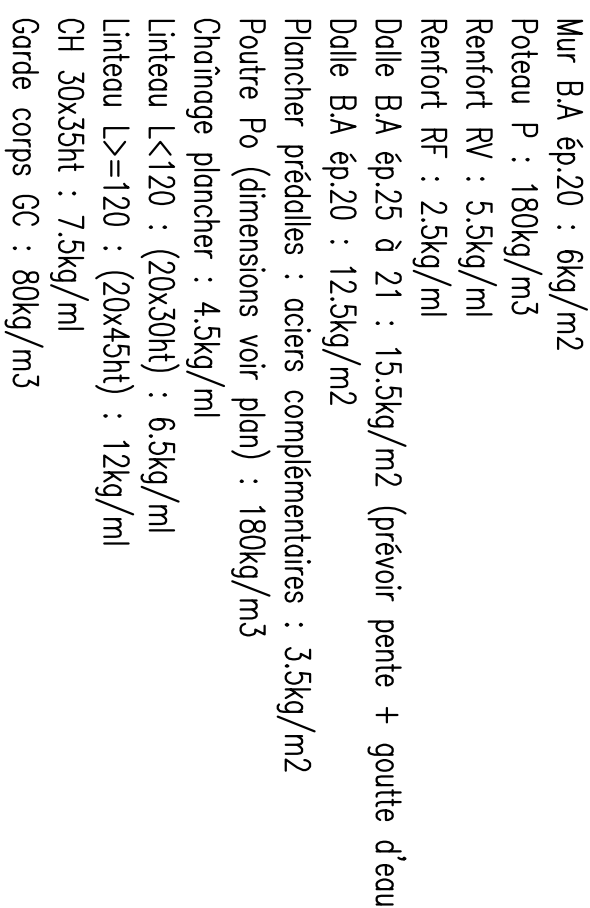 Mur B.A ép.20 : 6kg/m2
Poteau P : 180kg/m3
Renfort RV : 5.5kg/ml
Renfort RF : 2.5kg/ml
Dalle B.A ép.25 à 21 : 15.5kg/m2 (prévoir pente + goutte d'eau
Dalle B.A ép.20 : 12.5kg/m2
Plancher prédalles : aciers complémentaires : 3.5kg/m2
Poutre Po (dimensions voir plan) : 180kg/m3
Chaînage plancher : 4.5kg/ml
Linteau L<120 : (20x30ht) : 6.5kg/ml
Linteau L>=120 : (20x45ht) : 12kg/ml
CH 30x35ht : 7.5kg/ml
Garde corps GC : 80kg/m3